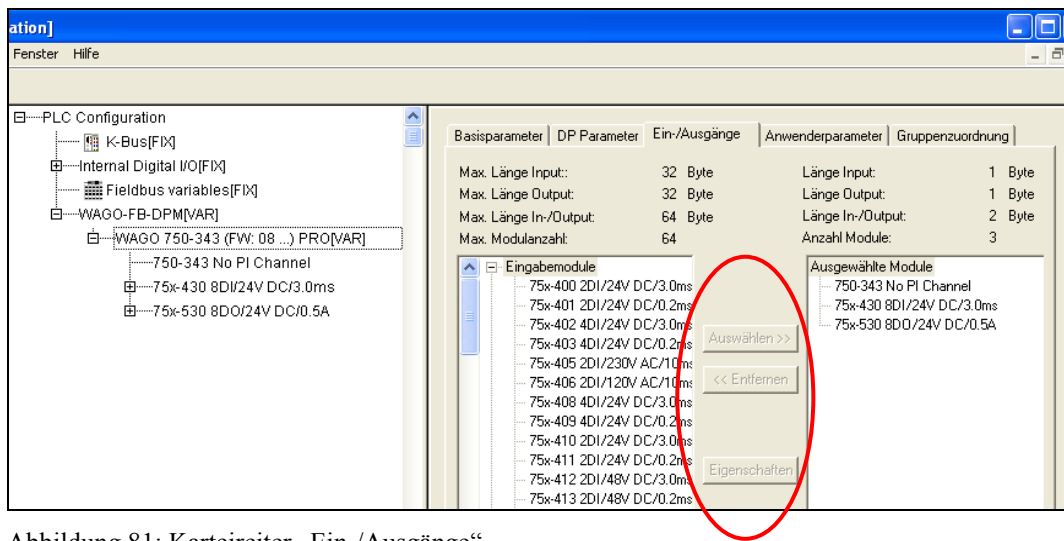 ation]
Fenster Hilfe
PLC Configuration
K-Bus[FIX]
Internal Digital I/O[FIX]
Fieldbus variables[FIX]
WAGO-FB-DPM[VAR]
WAGO 750-343 (FW: 08 ...) PRO[VAR]
750-343 No PI Channel
75x-430 8DI/24V DC/3.0ms
75x-530 8DO/24V DC/0.5A
Basisparameter DP Parameter Ein-/Ausgänge Anwenderparameter Gruppenzuordnung
Max. Länge Input:: 32 Byte
Max. Länge Output: 32 Byte
Max. Länge In-/Output: 64 Byte
Max. Modulanzahl: 64
Länge Input: 1 Byte
Länge Output: 1 Byte
Länge In-/Output: 2 Byte
Anzahl Module: 3
Eingabemodule
75x-400 2DI/24V DC/3.0ms
75x-401 2DI/24V DC/0.2ms
75x-402 4DI/24V DC/3.0ms
75x-403 4DI/24V DC/0.2ms
75x-405 2DI/230V AC/10ms
75x-406 2DI/120V AC/10ms
75x-408 4DI/24V DC/3.0ms
75x-409 4DI/24V DC/0.2ms
75x-410 2DI/24V DC/3.0ms
75x-411 2DI/24V DC/0.2ms
75x-412 2DI/48V DC/3.0ms
75x-413 2DI/48V DC/0.2ms
Auswählen >>
<< Entfernen
Eigenschaften
Ausgewählte Module
750-343 No PI Channel
75x-430 8DI/24V DC/3.0ms
75x-530 8DO/24V DC/0.5A
Abbildung 81: Karteireiter „Ein-/Ausgänge“